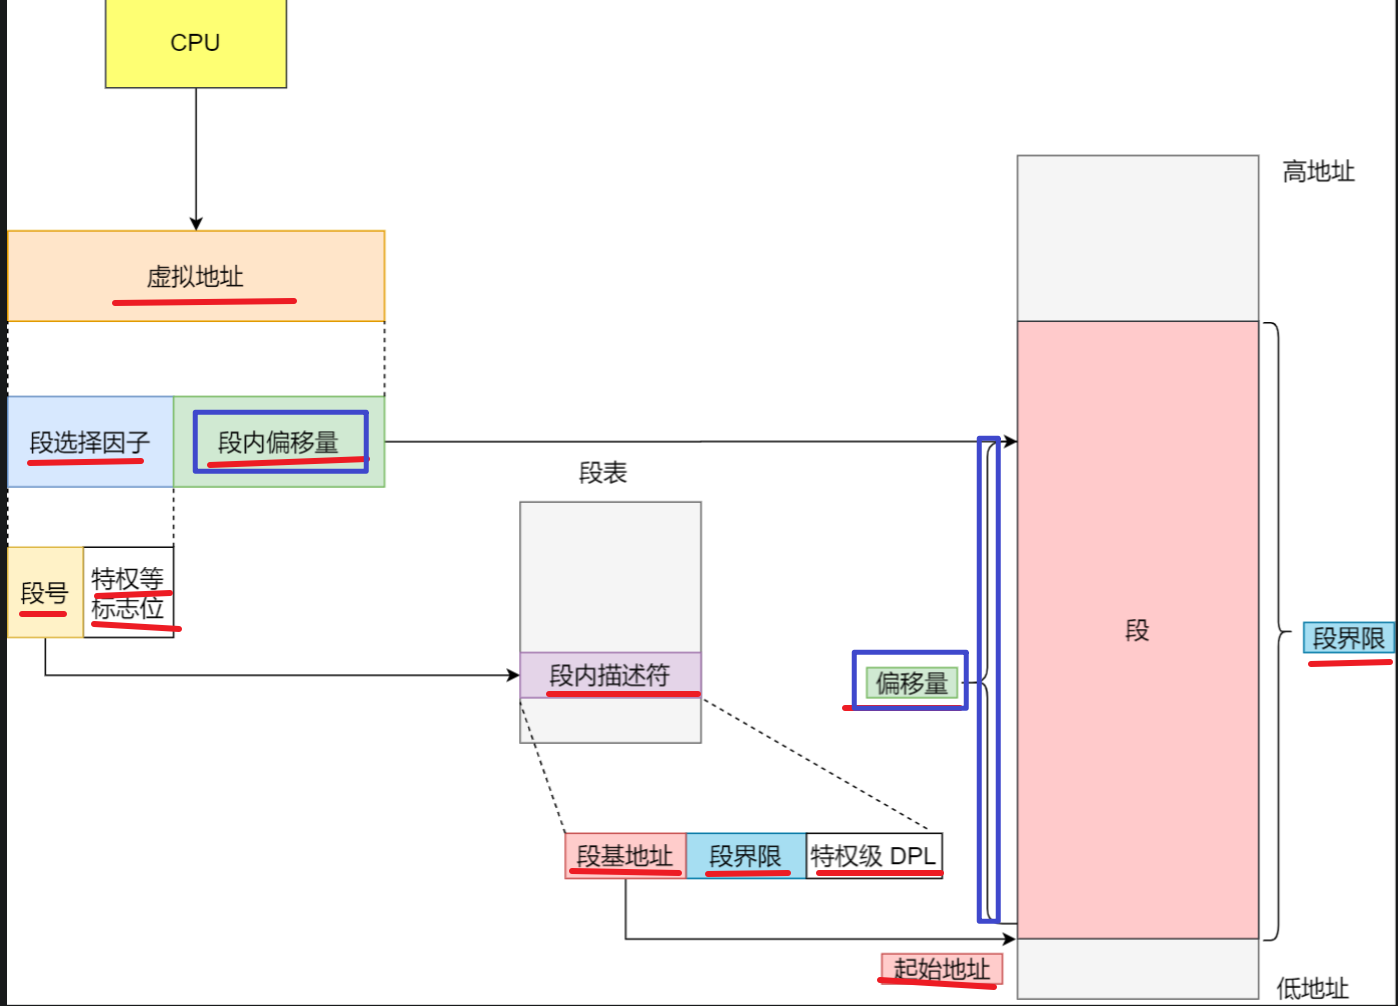 CPU
高地址
虚拟地址
段选择因子
段内偏移量
段表
段号
特权等
标志位
段内描述符
偏移量
段
段界限
段基地址
段界限
特权级 DPL
起始地址
低地址